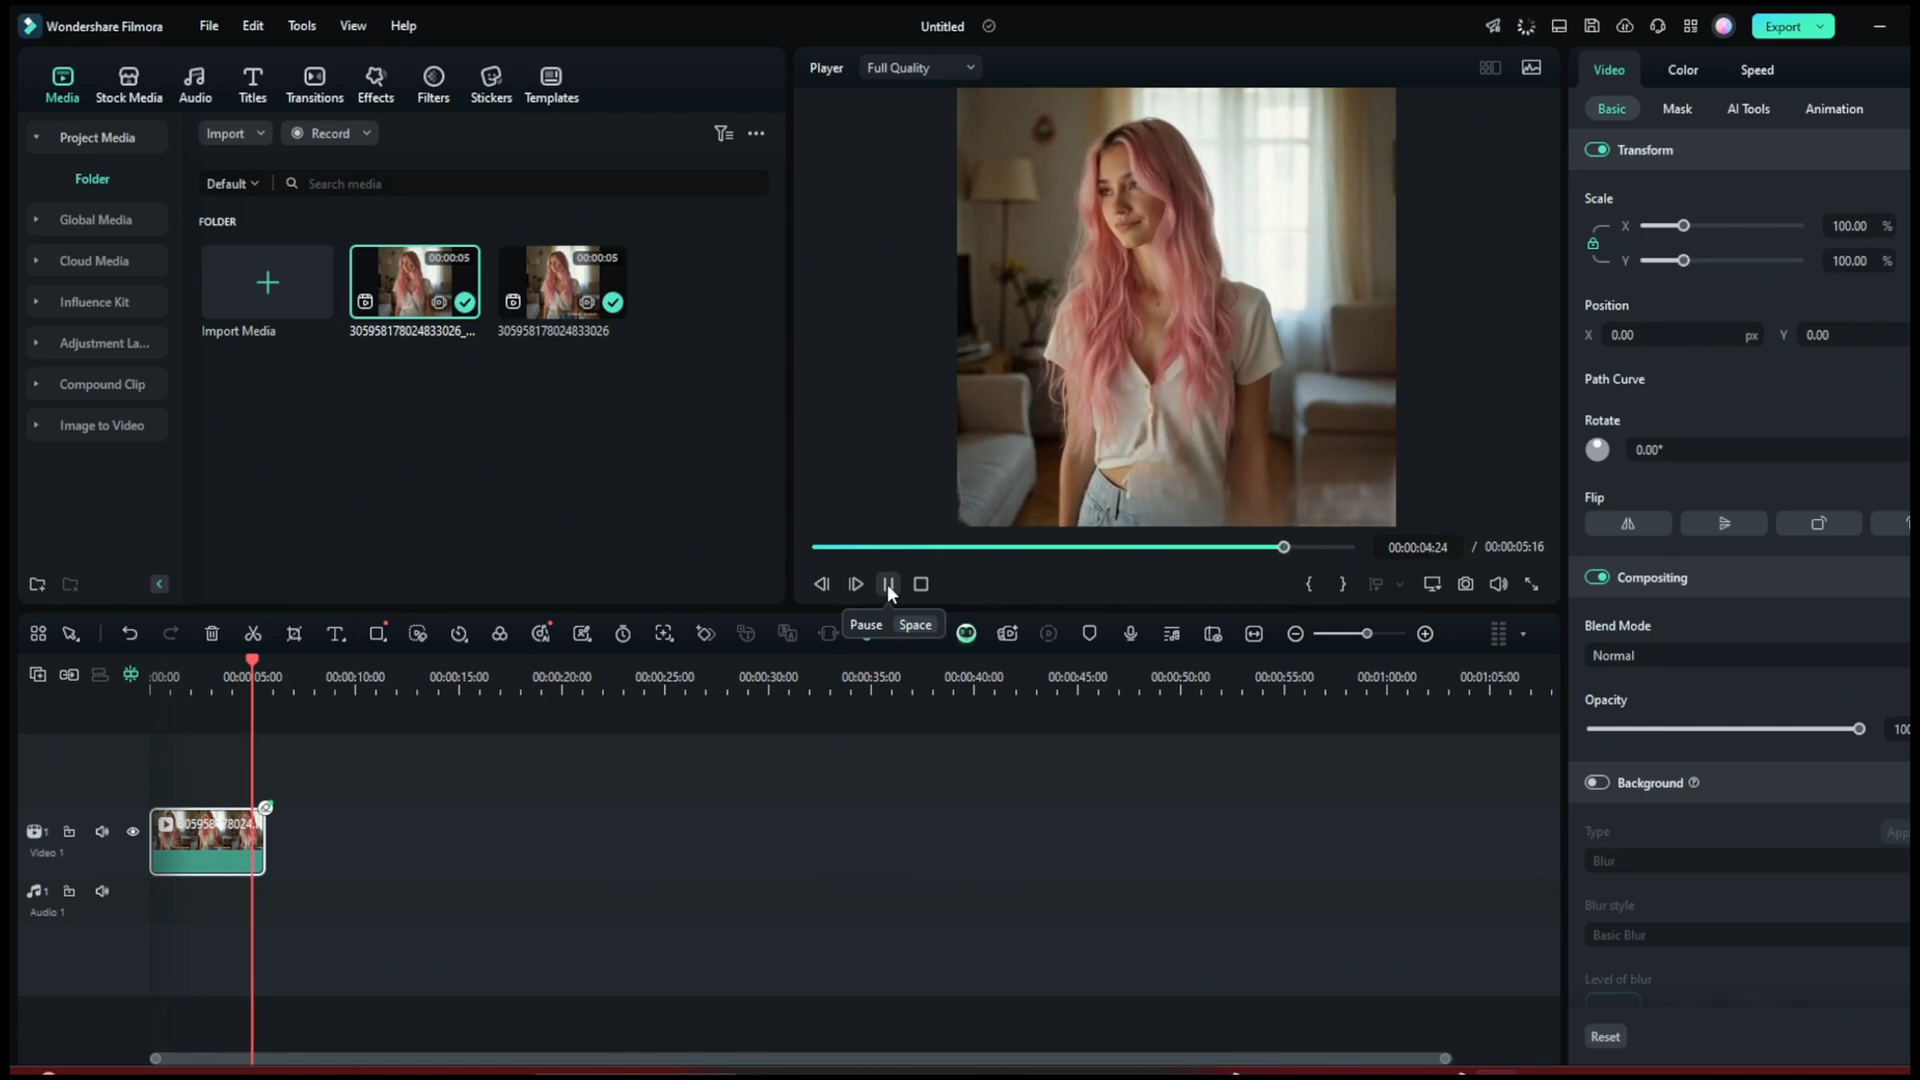 Wondershare Filmora File Edit Tools View Help Untitled Export
Media Stock Media Audio Titles Transitions Effects Filters Stickers Templates
Project Media
Folder
Global Media
Cloud Media
Influence Kit
Adjustment La...
Compound Clip
Image to Video
Import Record
Default Search media
FOLDER
00:00:05 00:00:05
Import Media 305958178024833026_... 305958178024833026
Player Full Quality
00:00:04:24 / 00:00:05:16
Pause Space
Video Color Speed
Basic Mask AI Tools Animation
Transform
Scale
X 100.00 %
Y 100.00 %
Position
X 0.00 px Y 0.00
Path Curve
Rotate
0.00°
Flip
Compositing
Blend Mode
Normal
Opacity
100
Background
Type App
Blur
Blur style
Basic Blur
Level of blur
Reset
:00:00 00:00:05:00 00:00:10:00 00:00:15:00 00:00:20:00 00:00:25:00 00:00:30:00 00:00:35:00 00:00:40:00 00:00:45:00 00:00:50:00 00:00:55:00 00:01:00:00 00:01:05:00
1
Video 1
1
Audio 1